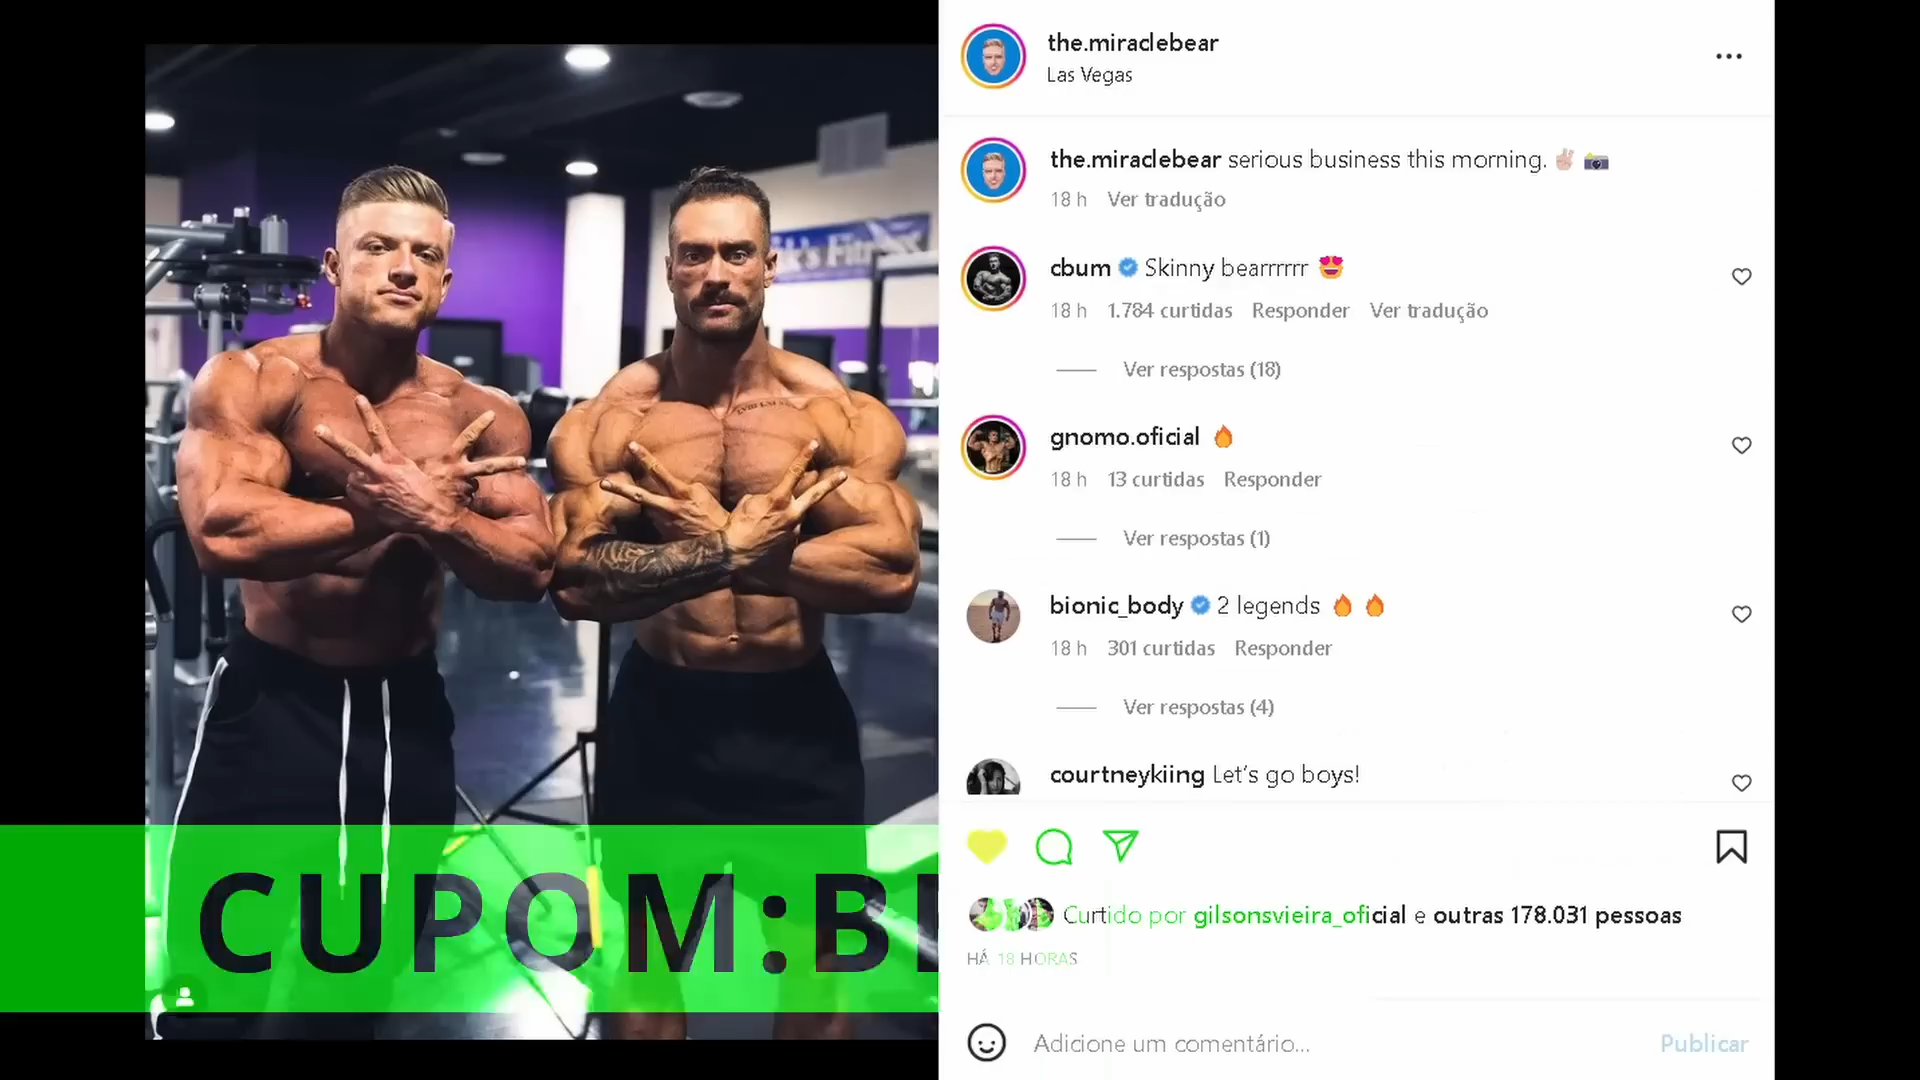 the.miraclebear
Las Vegas
the.miraclebear serious business this morning. ✌🏻 📸
18 h Ver tradução
cbum Skinny bearrrrrr 😍
18 h 1.784 curtidas Responder Ver tradução
Ver respostas (18)
gnomo.oficial 🔥
18 h 13 curtidas Responder
Ver respostas (1)
bionic_body 2 legends 🔥 🔥
18 h 301 curtidas Responder
Ver respostas (4)
courtneykiing Let's go boys!
CUPOM:B
Curtido por gilsonsvieira_oficial e outras 178.031 pessoas
HÁ 18 HORAS
Adicione um comentário...
Publicar